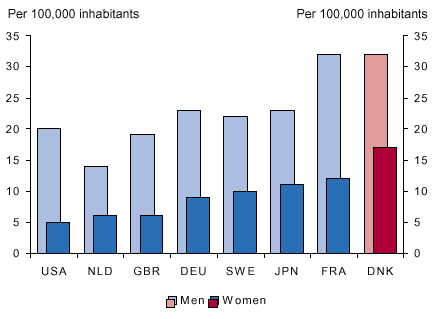 Per 100,000 inhabitants Per 100,000 inhabitants
35 35
30 30
25 25
20 20
15 15
10 10
5 5
0 0
USA NLD GBR DEU SWE JPN FRA DNK
Men Women